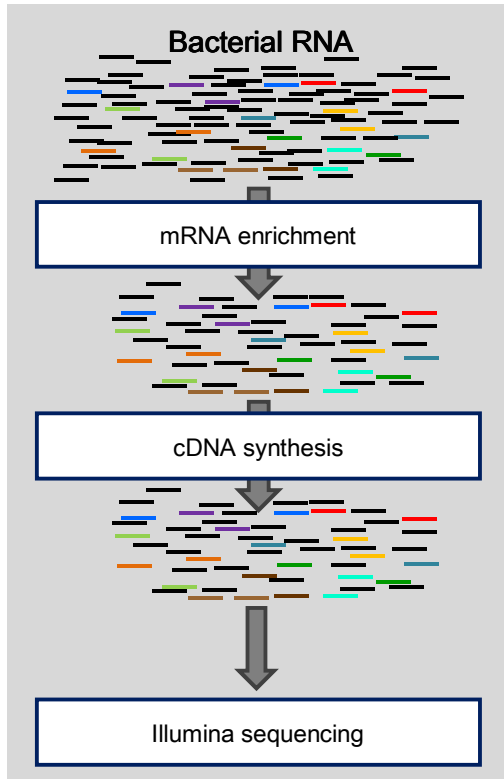 Bacterial RNA
mRNA enrichment
cDNA synthesis
Illumina sequencing